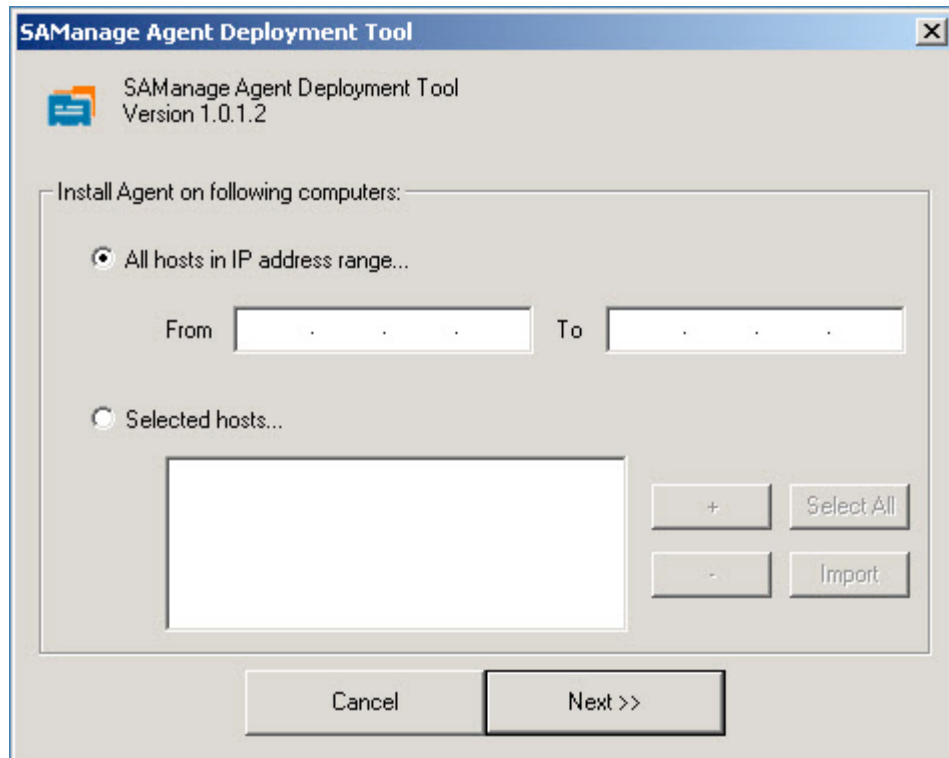 SAManage Agent Deployment Tool
SAManage Agent Deployment Tool
Version 1.0.1.2
Install Agent on following computers:
All hosts in IP address range...
From . . . To . . .
Selected hosts...
+ Select All
- Import
Cancel Next >>